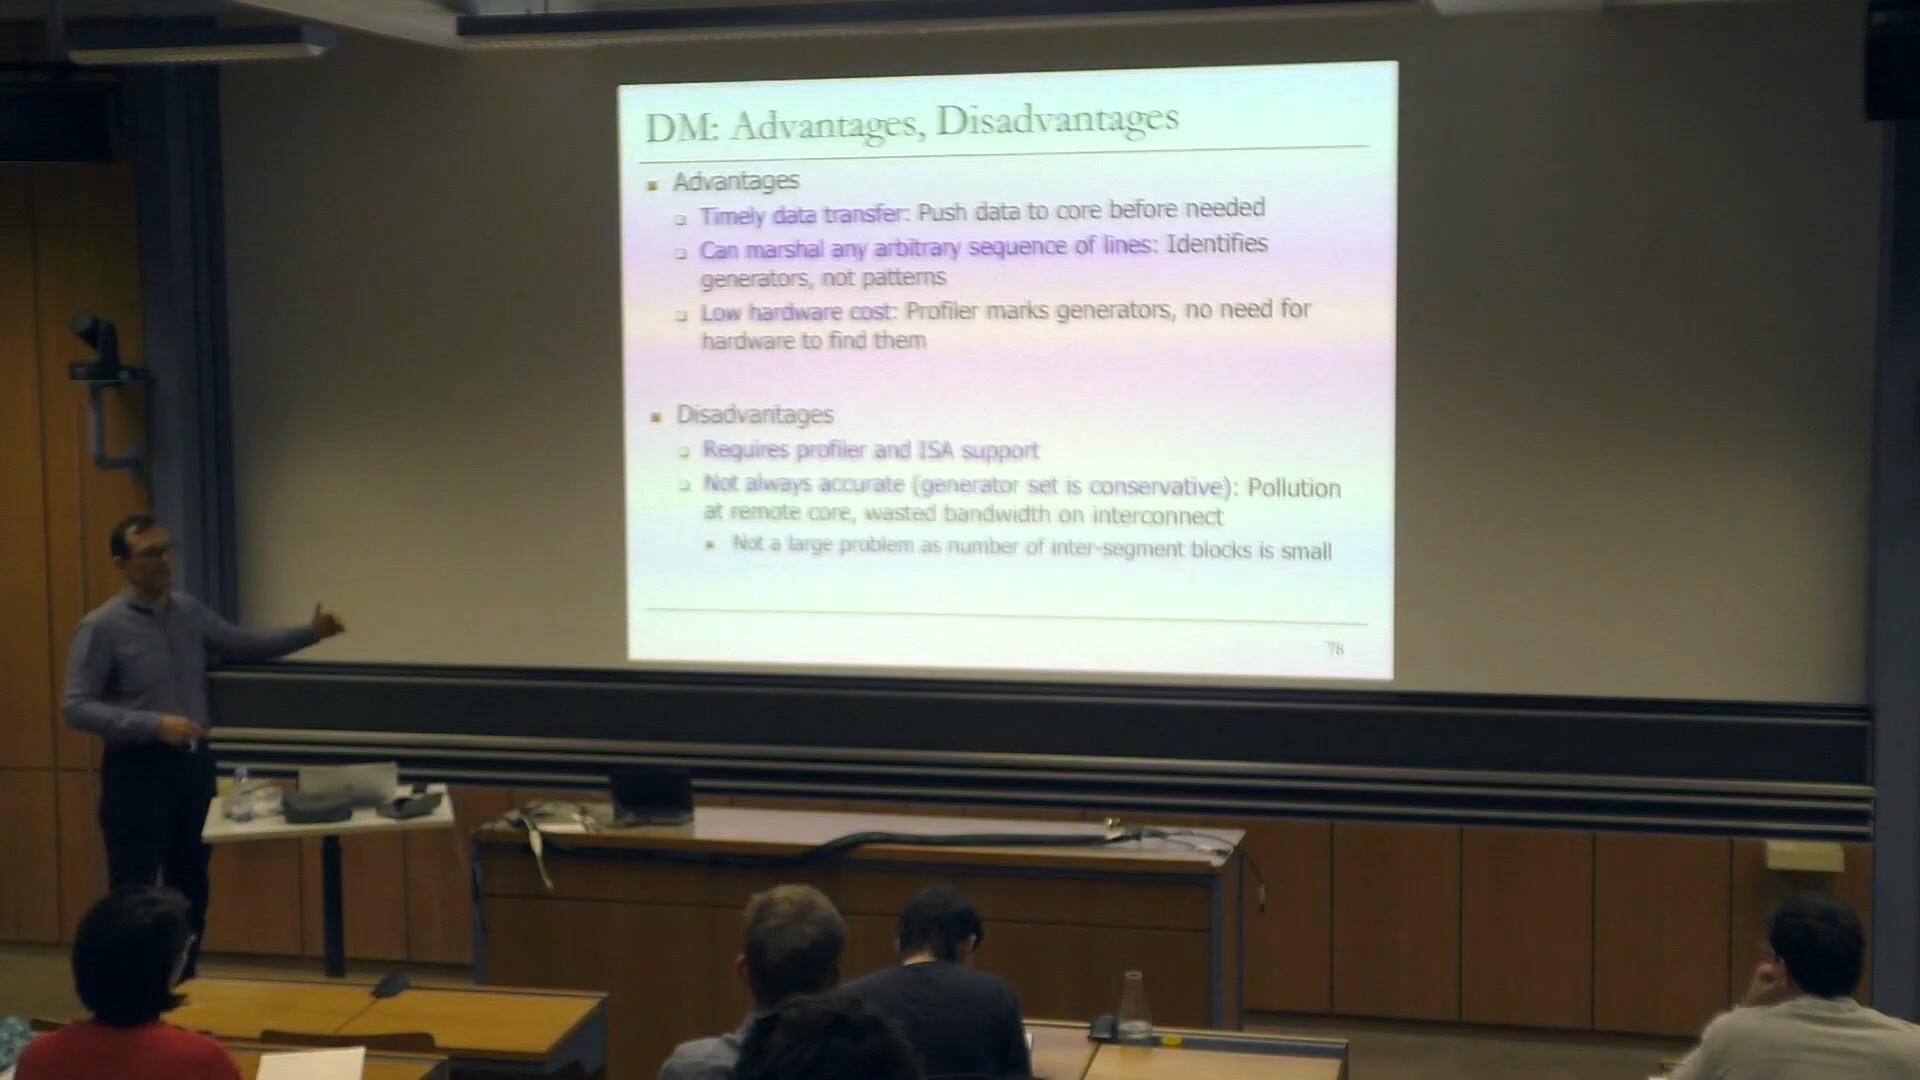 DM: Advantages, Disadvantages
Advantages
Timely data transfer: Push data to core before needed
Can marshal any arbitrary sequence of lines: Identifies
generators, not patterns
Low hardware cost: Profiler marks generators, no need for
hardware to find them
Disadvantages
Requires profiler and ISA support
Not always accurate (generator set is conservative): Pollution
at remote core, wasted bandwidth on interconnect
Not a large problem as number of inter-segment blocks is small
78